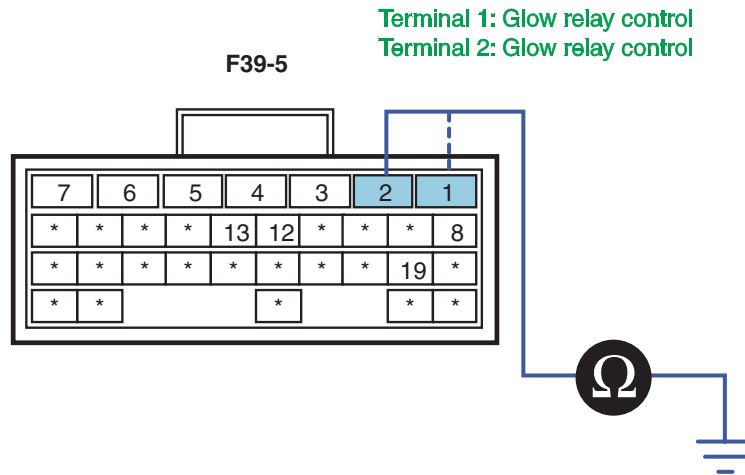 Terminal 1: Glow relay control
Terminal 2: Glow relay control
F39-5
7 6 5 4 3 2 1
* * * * 13 12 * * * 8
* * * * * * * * 19 *
* * * * *
Ω